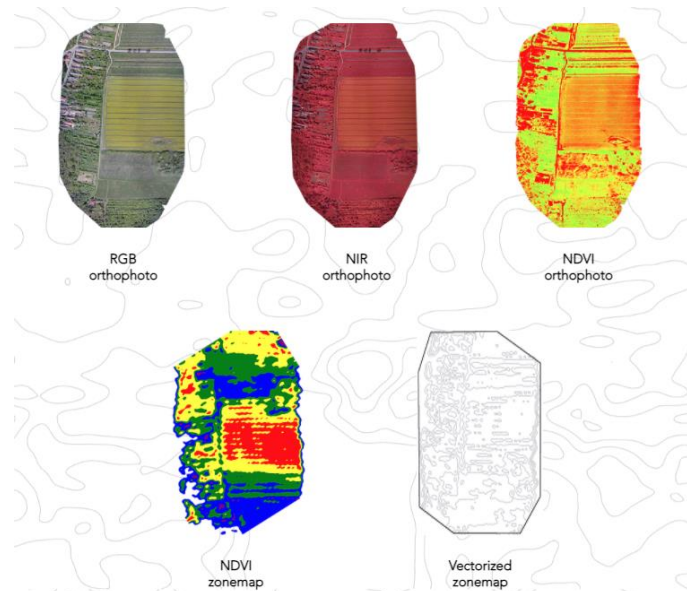 RGB
orthophoto
NIR
orthophoto
NDVI
orthophoto
NDVI
zonemap
Vectorized
zonemap